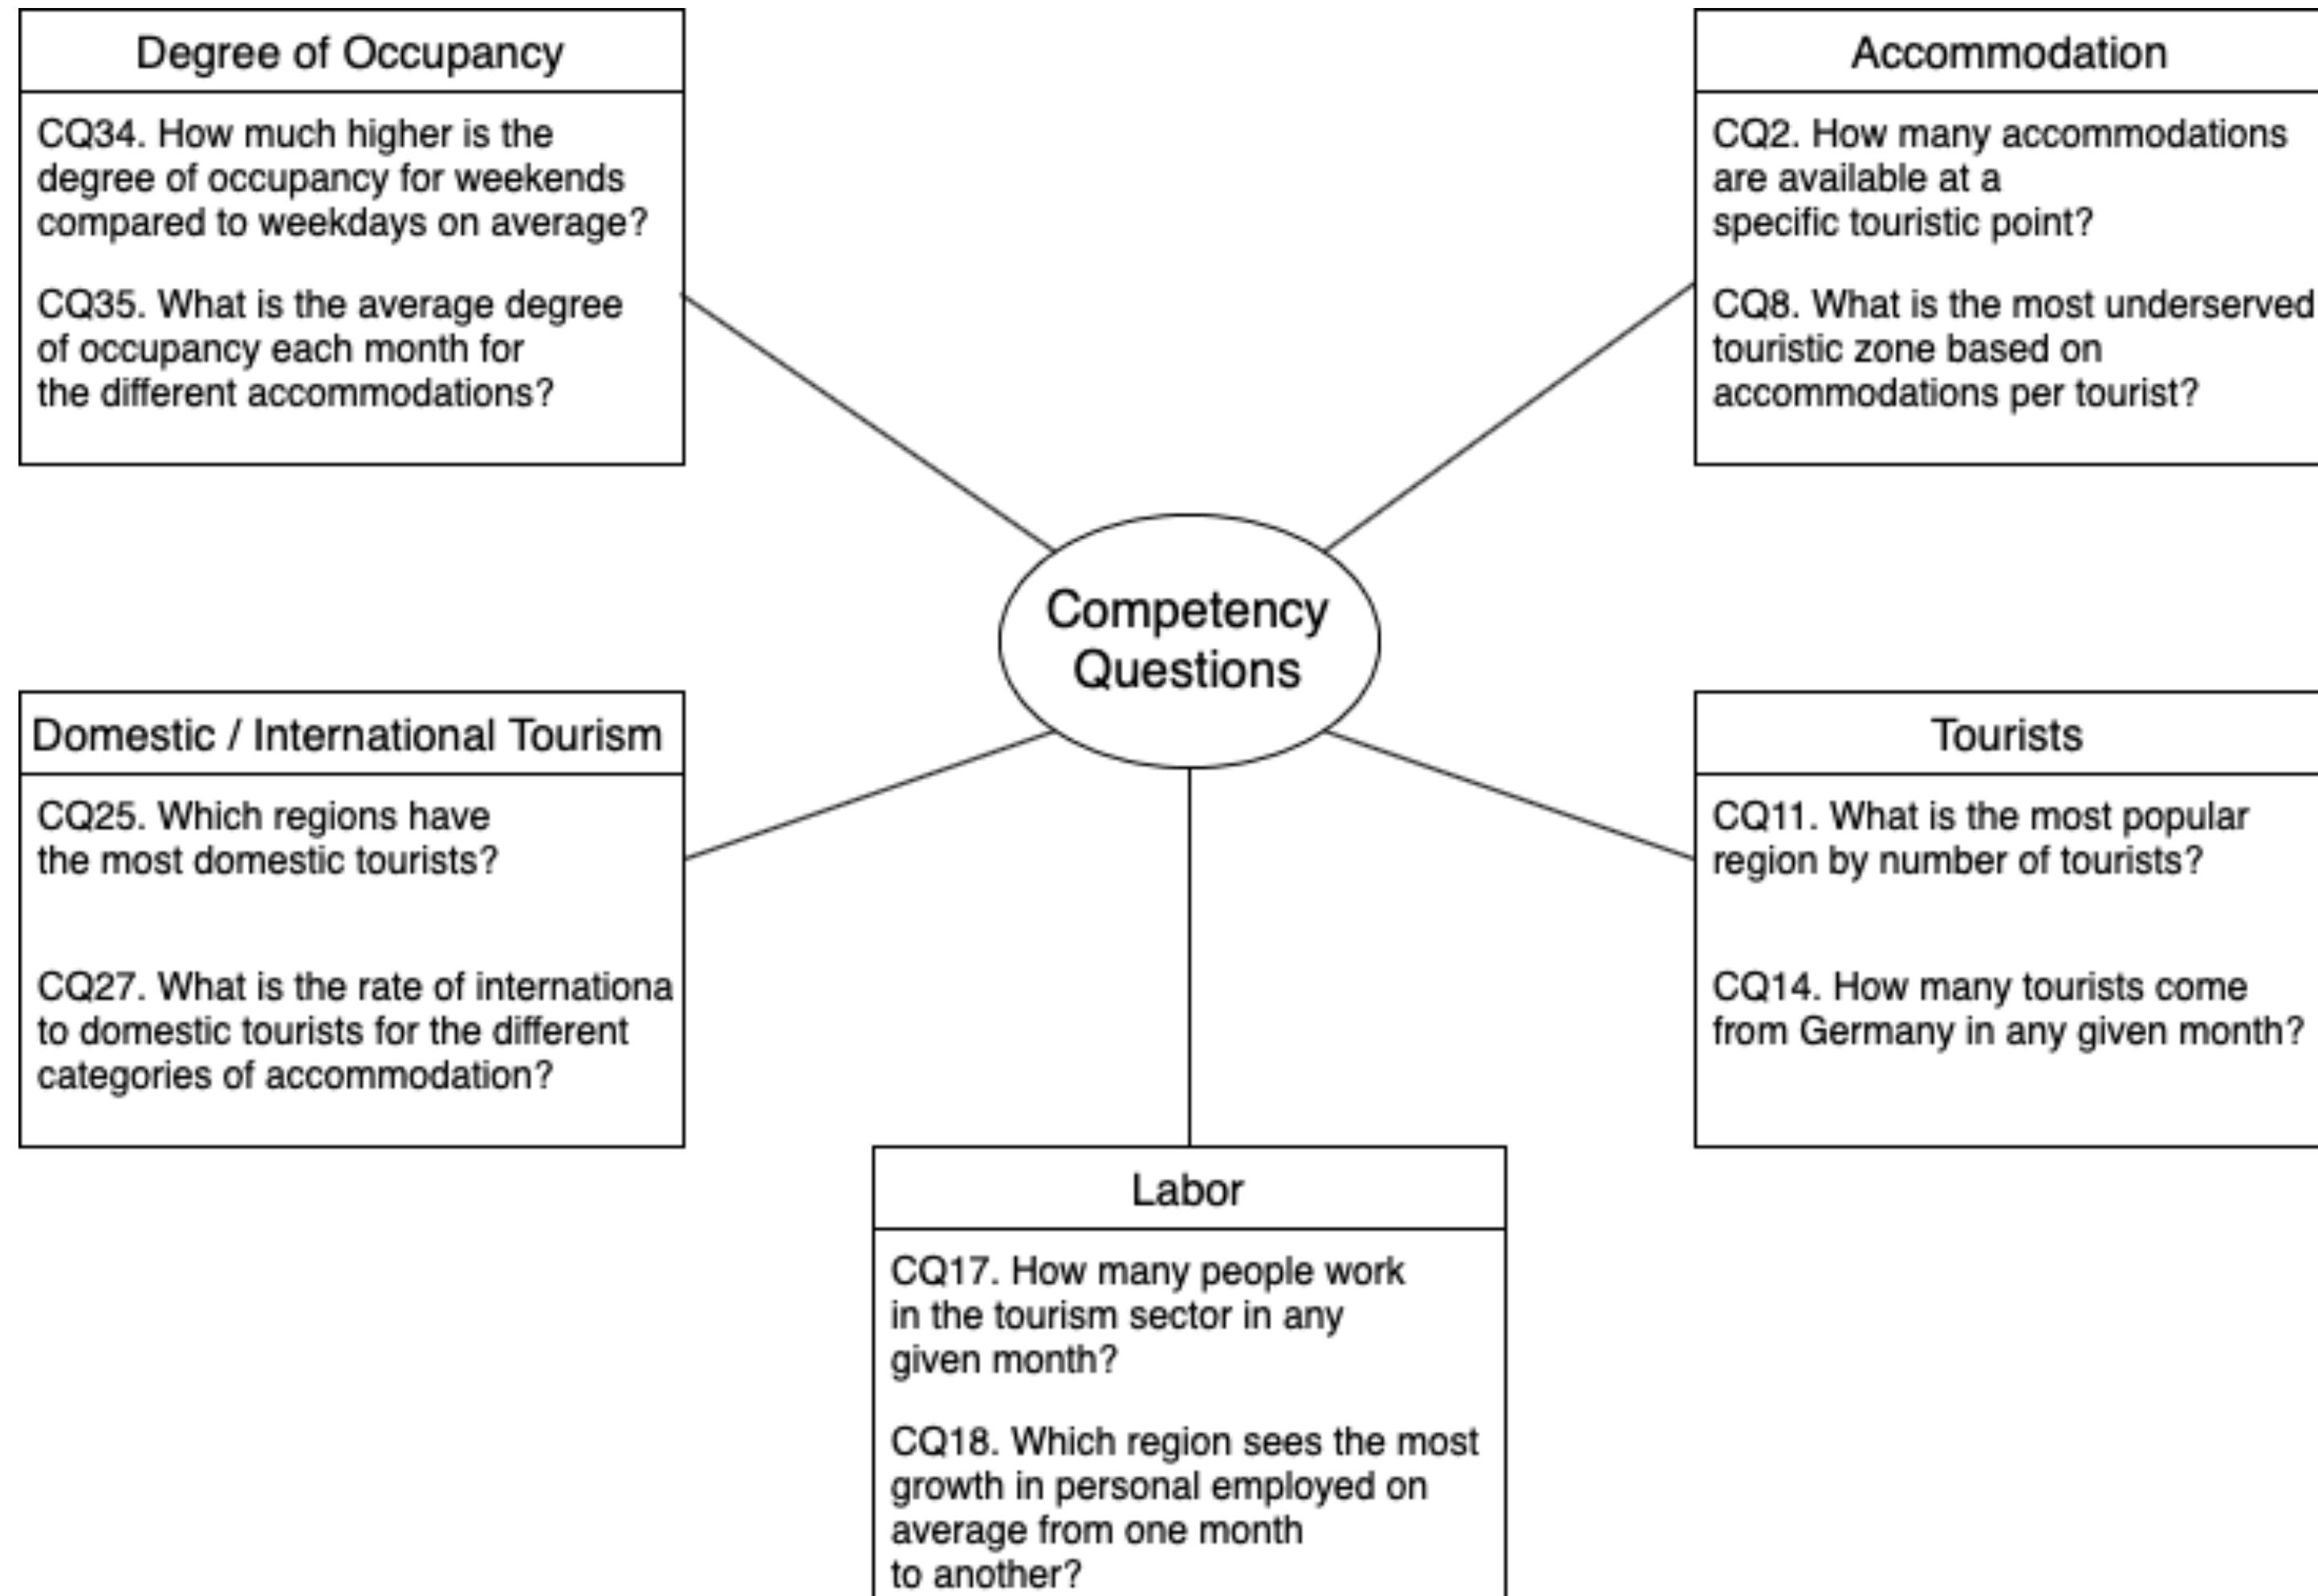 Degree of Occupancy
CQ34. How much higher is the
degree of occupancy for weekends
compared to weekdays on average?
CQ35. What is the average degree
of occupancy each month for
the different accommodations?
Accommodation
CQ2. How many accommodations
are available at a
specific touristic point?
CQ8. What is the most underserved
touristic zone based on
accommodations per tourist?
Competency
Questions
Domestic / International Tourism
CQ25. Which regions have
the most domestic tourists?
CQ27. What is the rate of internationa
to domestic tourists for the different
categories of accommodation?
Tourists
CQ11. What is the most popular
region by number of tourists?
CQ14. How many tourists come
from Germany in any given month?
Labor
CQ17. How many people work
in the tourism sector in any
given month?
CQ18. Which region sees the most
growth in personal employed on
average from one month
to another?